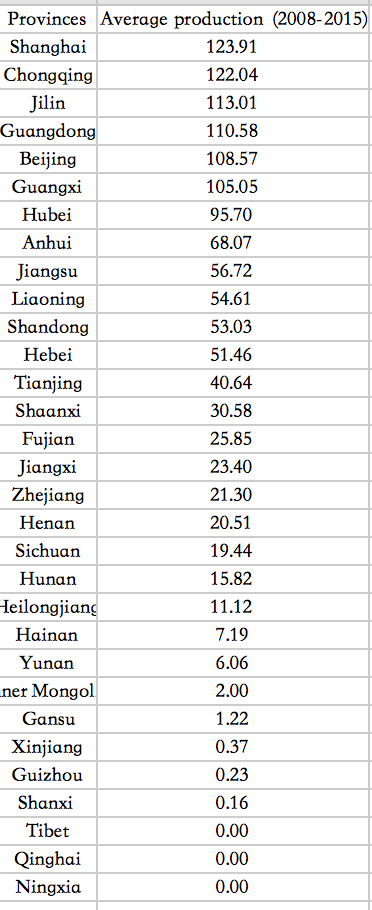 Provinces Average production (2008-2015)
Shanghai 123.91
Chongqing 122.04
Jilin 113.01
Guangdong 110.58
Beijing 108.57
Guangxi 105.05
Hubei 95.70
Anhui 68.07
Jiangsu 56.72
Liaoning 54.61
Shandong 53.03
Hebei 51.46
Tianjing 40.64
Shaanxi 30.58
Fujian 25.85
Jiangxi 23.40
Zhejiang 21.30
Henan 20.51
Sichuan 19.44
Hunan 15.82
Heilongjiang 11.12
Hainan 7.19
Yunan 6.06
ner Mongol 2.00
Gansu 1.22
Xinjiang 0.37
Guizhou 0.23
Shanxi 0.16
Tibet 0.00
Qinghai 0.00
Ningxia 0.00